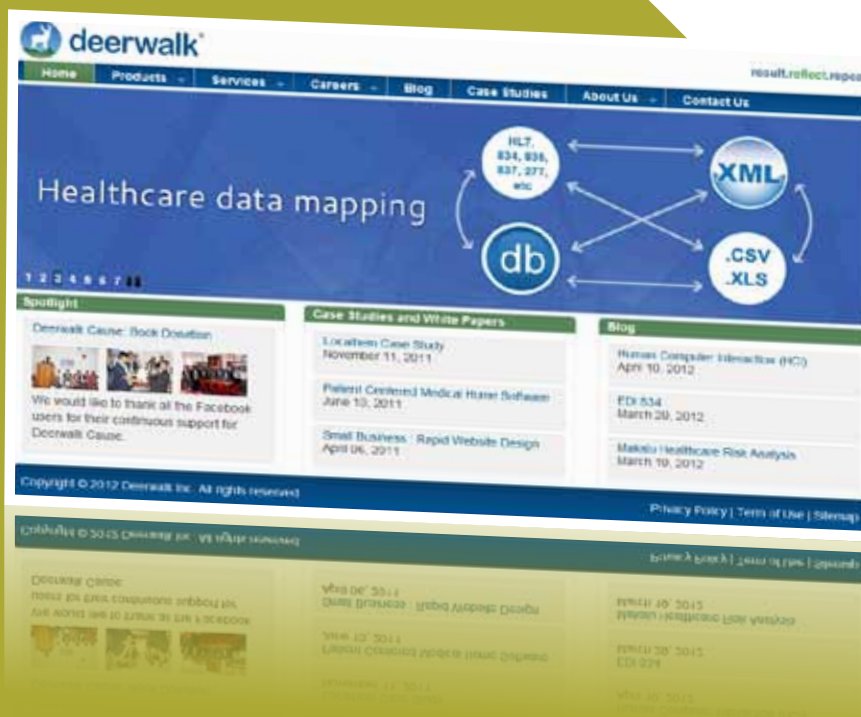 deerwalk
result.reflect.repea
Home Products Services Careers Blog Case Studies About Us Contact Us
Healthcare data mapping
HL7,
834, 835,
837, 277,
etc
.XML
db
.CSV
.XLS
1 2 3 4 5 6 7
Spotlight
Deerwalk Cause: Book Donation
We would like to thank all the Facebook
users for their continuous support for
Deerwalk Cause.
Case Studies and White Papers
Case Study
November 11, 2011
Patient Centered Medical Home Software
June 13, 2011
Small Business : Rapid Website Design
April 06, 2011
Blog
Human Computer Interaction (HCI)
April 10, 2012
EDI 834
March 29, 2012
Makalu Healthcare Risk Analysis
March 19, 2012
Copyright © 2012 Deerwalk Inc. All rights reserved
Privacy Policy | Term of Use | Sitemap